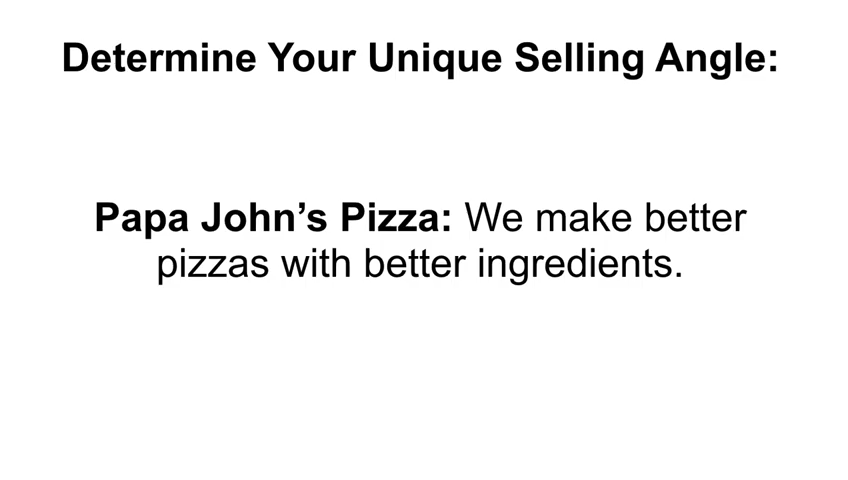 Determine Your Unique Selling Angle:
Papa John’s Pizza: We make better
pizzas with better ingredients.